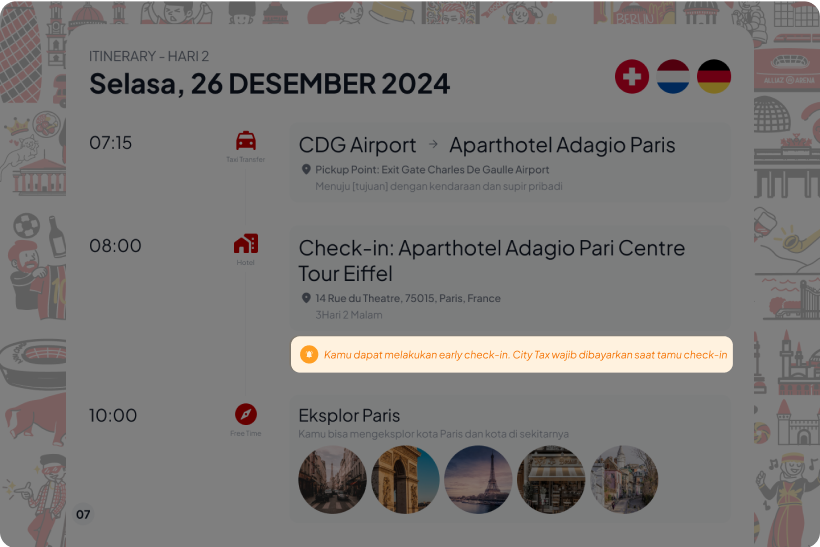 ITINERARY - HARI 2
Selasa, 26 DESEMBER 2024
07:15
Taxi Transfer
CDG Airport → Aparthotel Adagio Paris
Pickup Point: Exit Gate Charles De Gaulle Airport
Menuju [tujuan] dengan kendaraan dan supir pribadi
08:00
Hotel
Check-in: Aparthotel Adagio Pari Centre
Tour Eiffel
14 Rue du Theatre, 75015, Paris, France
3Hari 2 Malam
Kamu dapat melakukan early check-in. City Tax wajib dibayarkan saat tamu check-in
10:00
Free Time
Eksplor Paris
Kamu bisa mengeksplor kota Paris dan kota di sekitarnya
07
BERLIN
ALLIAZ ARENA